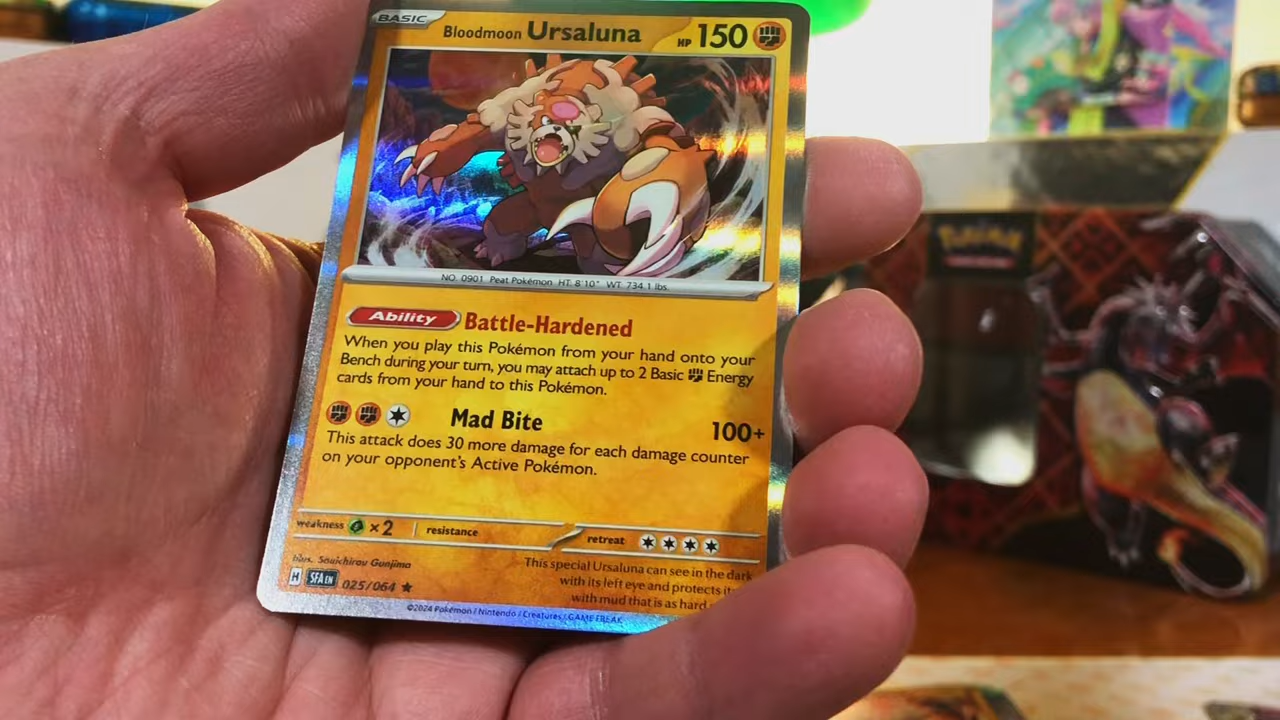 BASIC
Bloodmoon Ursaluna HP 150
NO. 0901 Peat Pokémon HT: 8'10" WT: 734.1 lbs.
Ability Battle-Hardened
When you play this Pokémon from your hand onto your
Bench during your turn, you may attach up to 2 Basic Energy
cards from your hand to this Pokémon.
Mad Bite 100+
This attack does 30 more damage for each damage counter
on your opponent's Active Pokémon.
weakness ×2 resistance retreat
Illus. Souichirou Gunjima
This special Ursaluna can see in the dark
with its left eye and protects
with mud that is as hard
H SFA EN 025/064 ★
©2024 Pokémon / Nintendo / Creatures / GAME FREAK
Pokémon